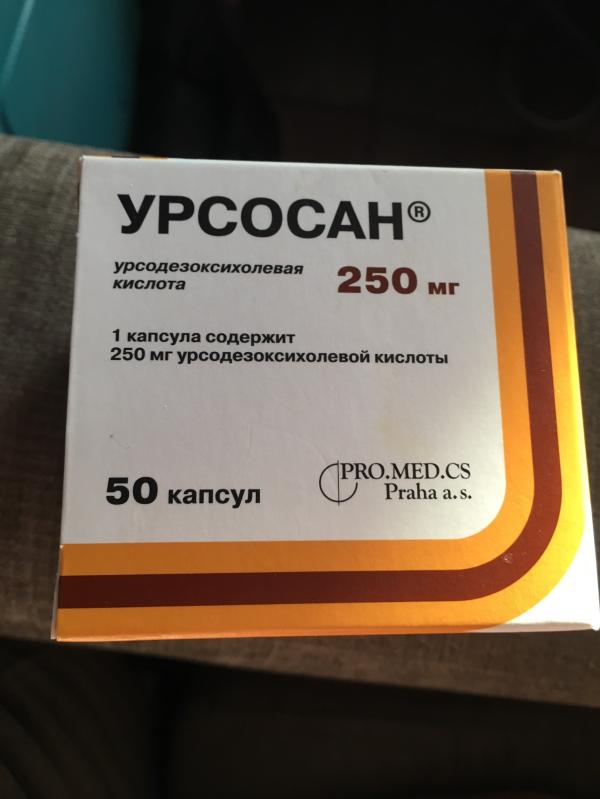 УРСОСАН®
урсодезоксихолевая
кислота
250 мг
1 капсула содержит
250 мг урсодезоксихолевой кислоты
50 капсул
PRO.MED.CS
Praha a.s.